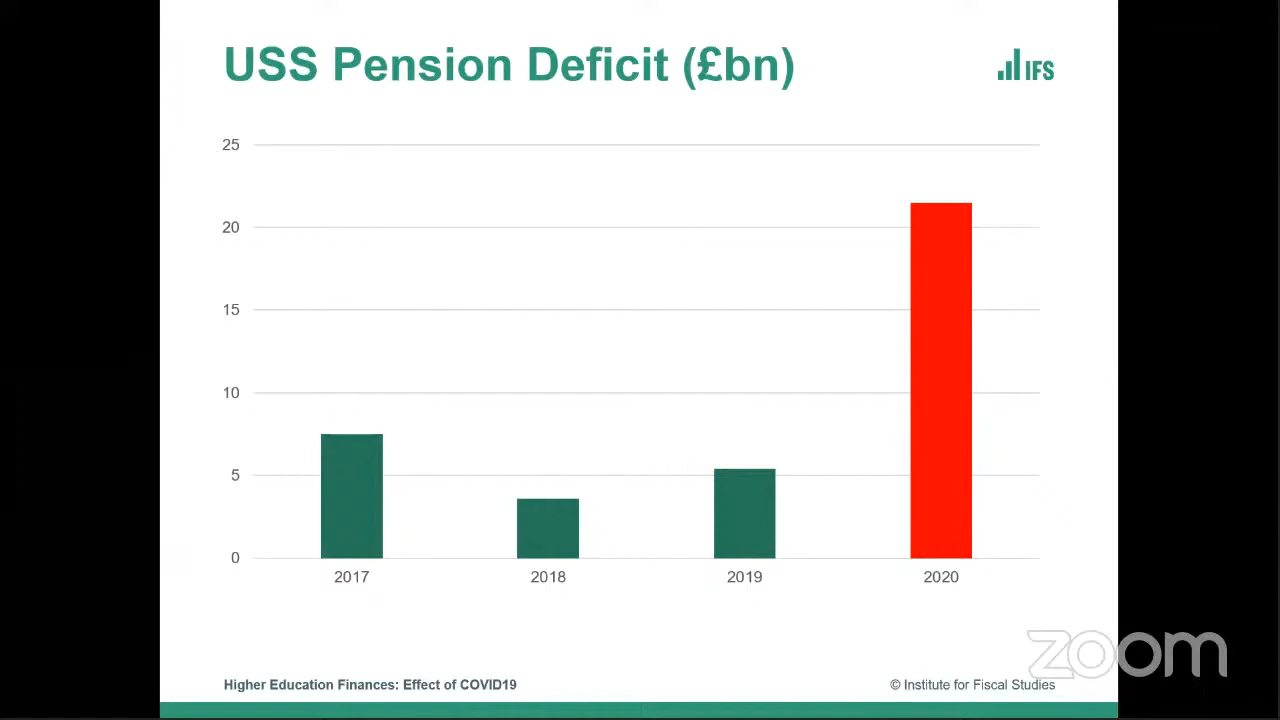 USS Pension Deficit (£bn)
IFS
25
20
15
10
5
0
2017 2018 2019 2020
zoom
Higher Education Finances: Effect of COVID19
© Institute for Fiscal Studies